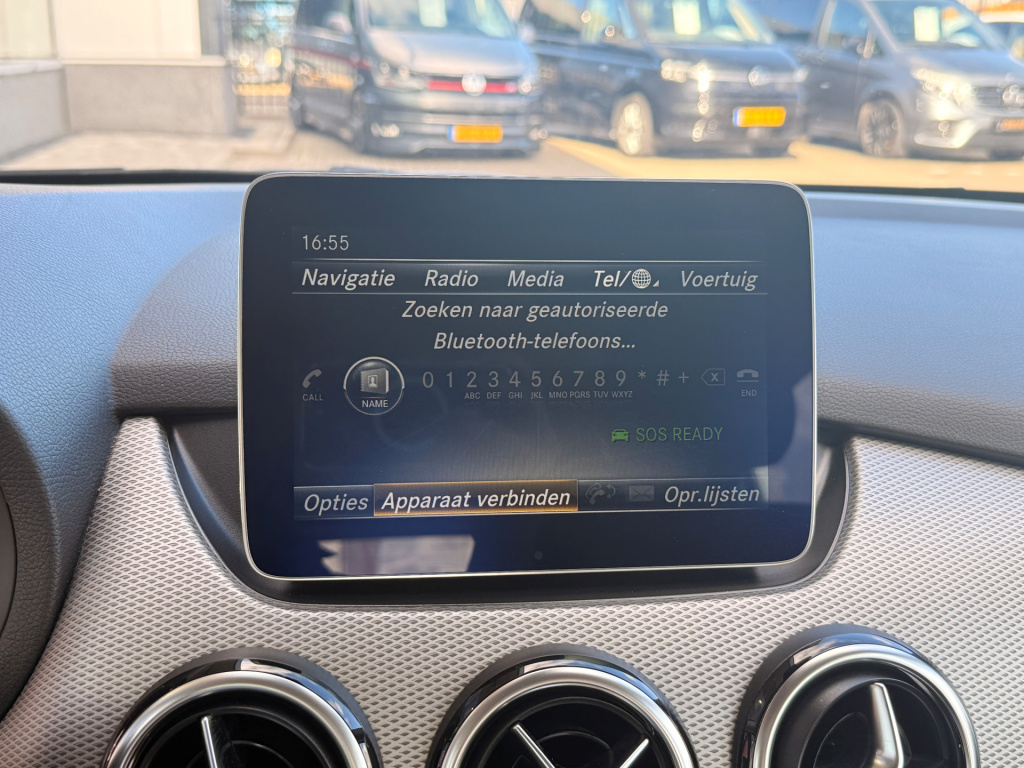 16:55
Navigatie Radio Media Tel/ Voertuig
Zoeken naar geautoriseerde
Bluetooth-telefoons...
0 1 2 3 4 5 6 7 8 9 * # +
ABC DEF GHI JKL MNO PQRS TUV WXYZ
CALL NAME END
SOS READY
Opties Apparaat verbinden Opr.lijsten